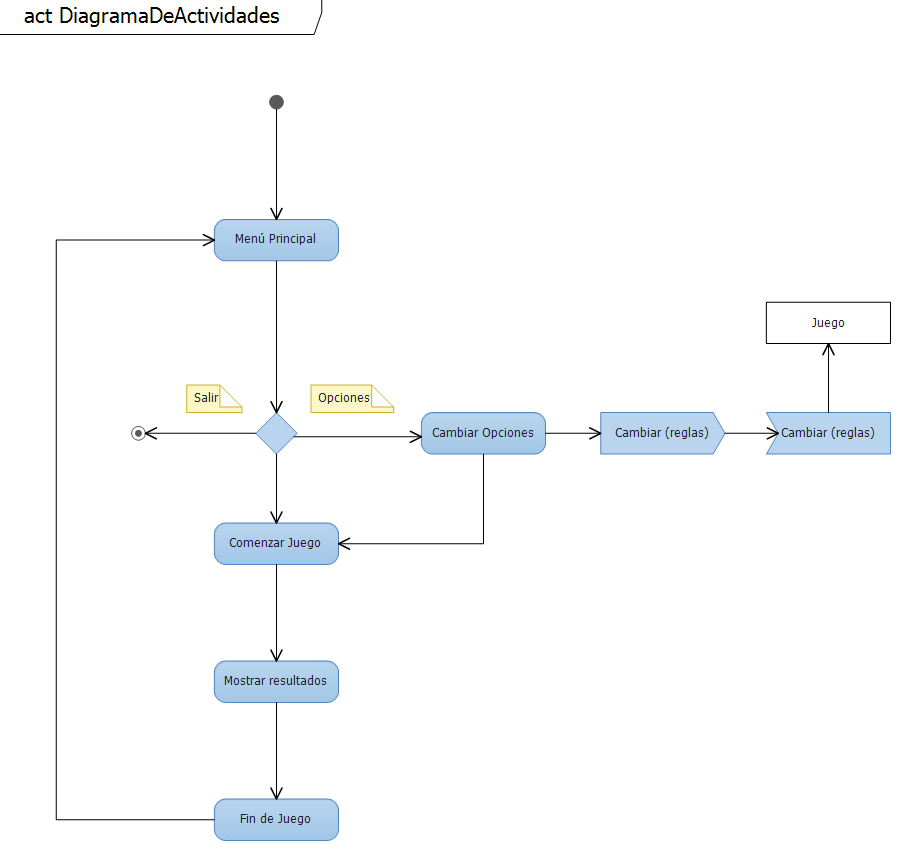 act DiagramaDeActividades
Menú Principal
Juego
Salir
Opciones
Cambiar Opciones
Cambiar (reglas)
Cambiar (reglas)
Comenzar Juego
Mostrar resultados
Fin de Juego